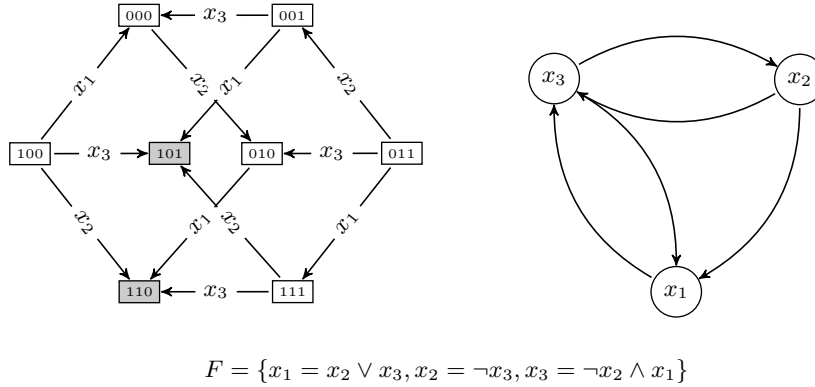 000 x₃ 001
x₃ x₂
x₁ x₂ x₁ x₂
100 x₃ 101 010 x₃ 011
x₂ x₁ x₂ x₁
x₁
110 x₃ 111
F = {x₁ = x₂ ∨ x₃, x₂ = ¬x₃, x₃ = ¬x₂ ∧ x₁}